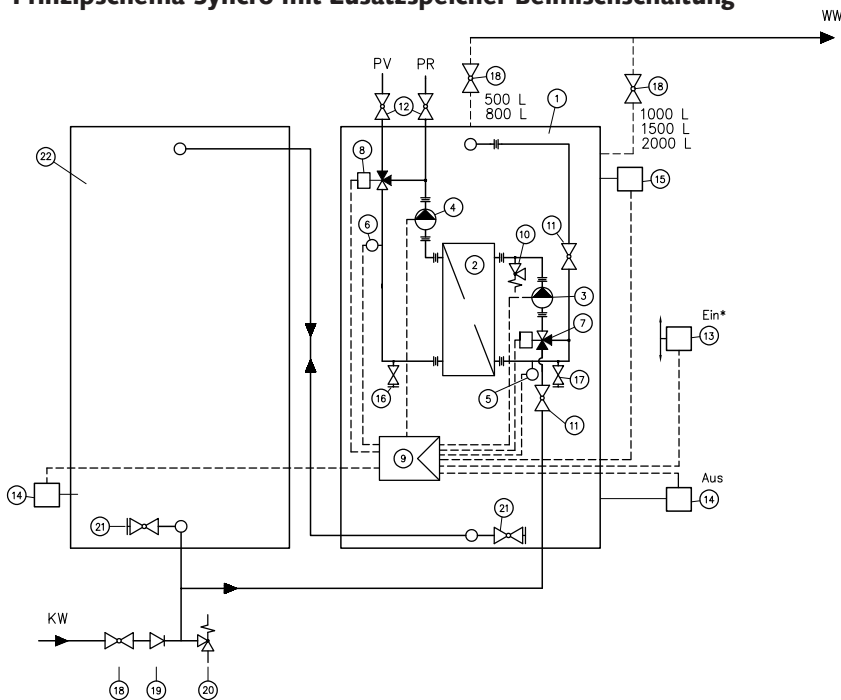 Prinzipschema Syncro mit Zusatzspeicher Beimischschaltung
WW
PV PR
18
18
12
500 L
800 L
1
1000 L
1500 L
2000 L
22
8
15
4
6
11
10
2
3
Ein*
13
7
5
16
17
11
9
Aus
14
14
21
21
KW
18 19 20